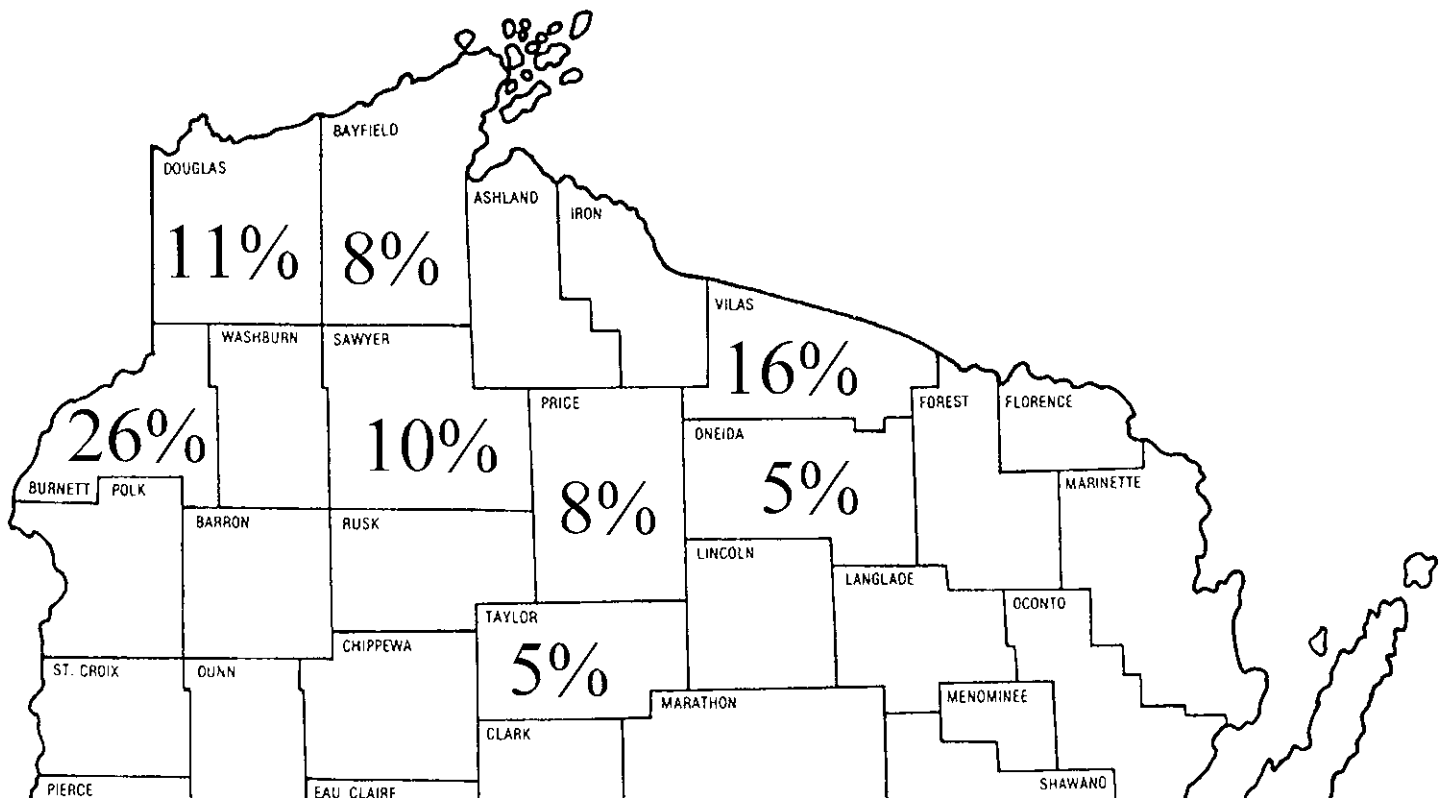 BAYFIELD
DOUGLAS
ASHLAND
IRON
11%
8%
VILAS
WASHBURN
SAWYER
16%
PRICE
FOREST
FLORENCE
26%
10%
ONEIDA
BURNETT
POLK
5%
MARINETTE
BARRON
RUSK
8%
LINCOLN
LANGLADE
OCONTO
TAYLOR
CHIPPEWA
ST. CROIX
DUNN
5%
MENOMINEE
MARATHON
CLARK
SHAWANO
PIERCE
EAU CLAIRE